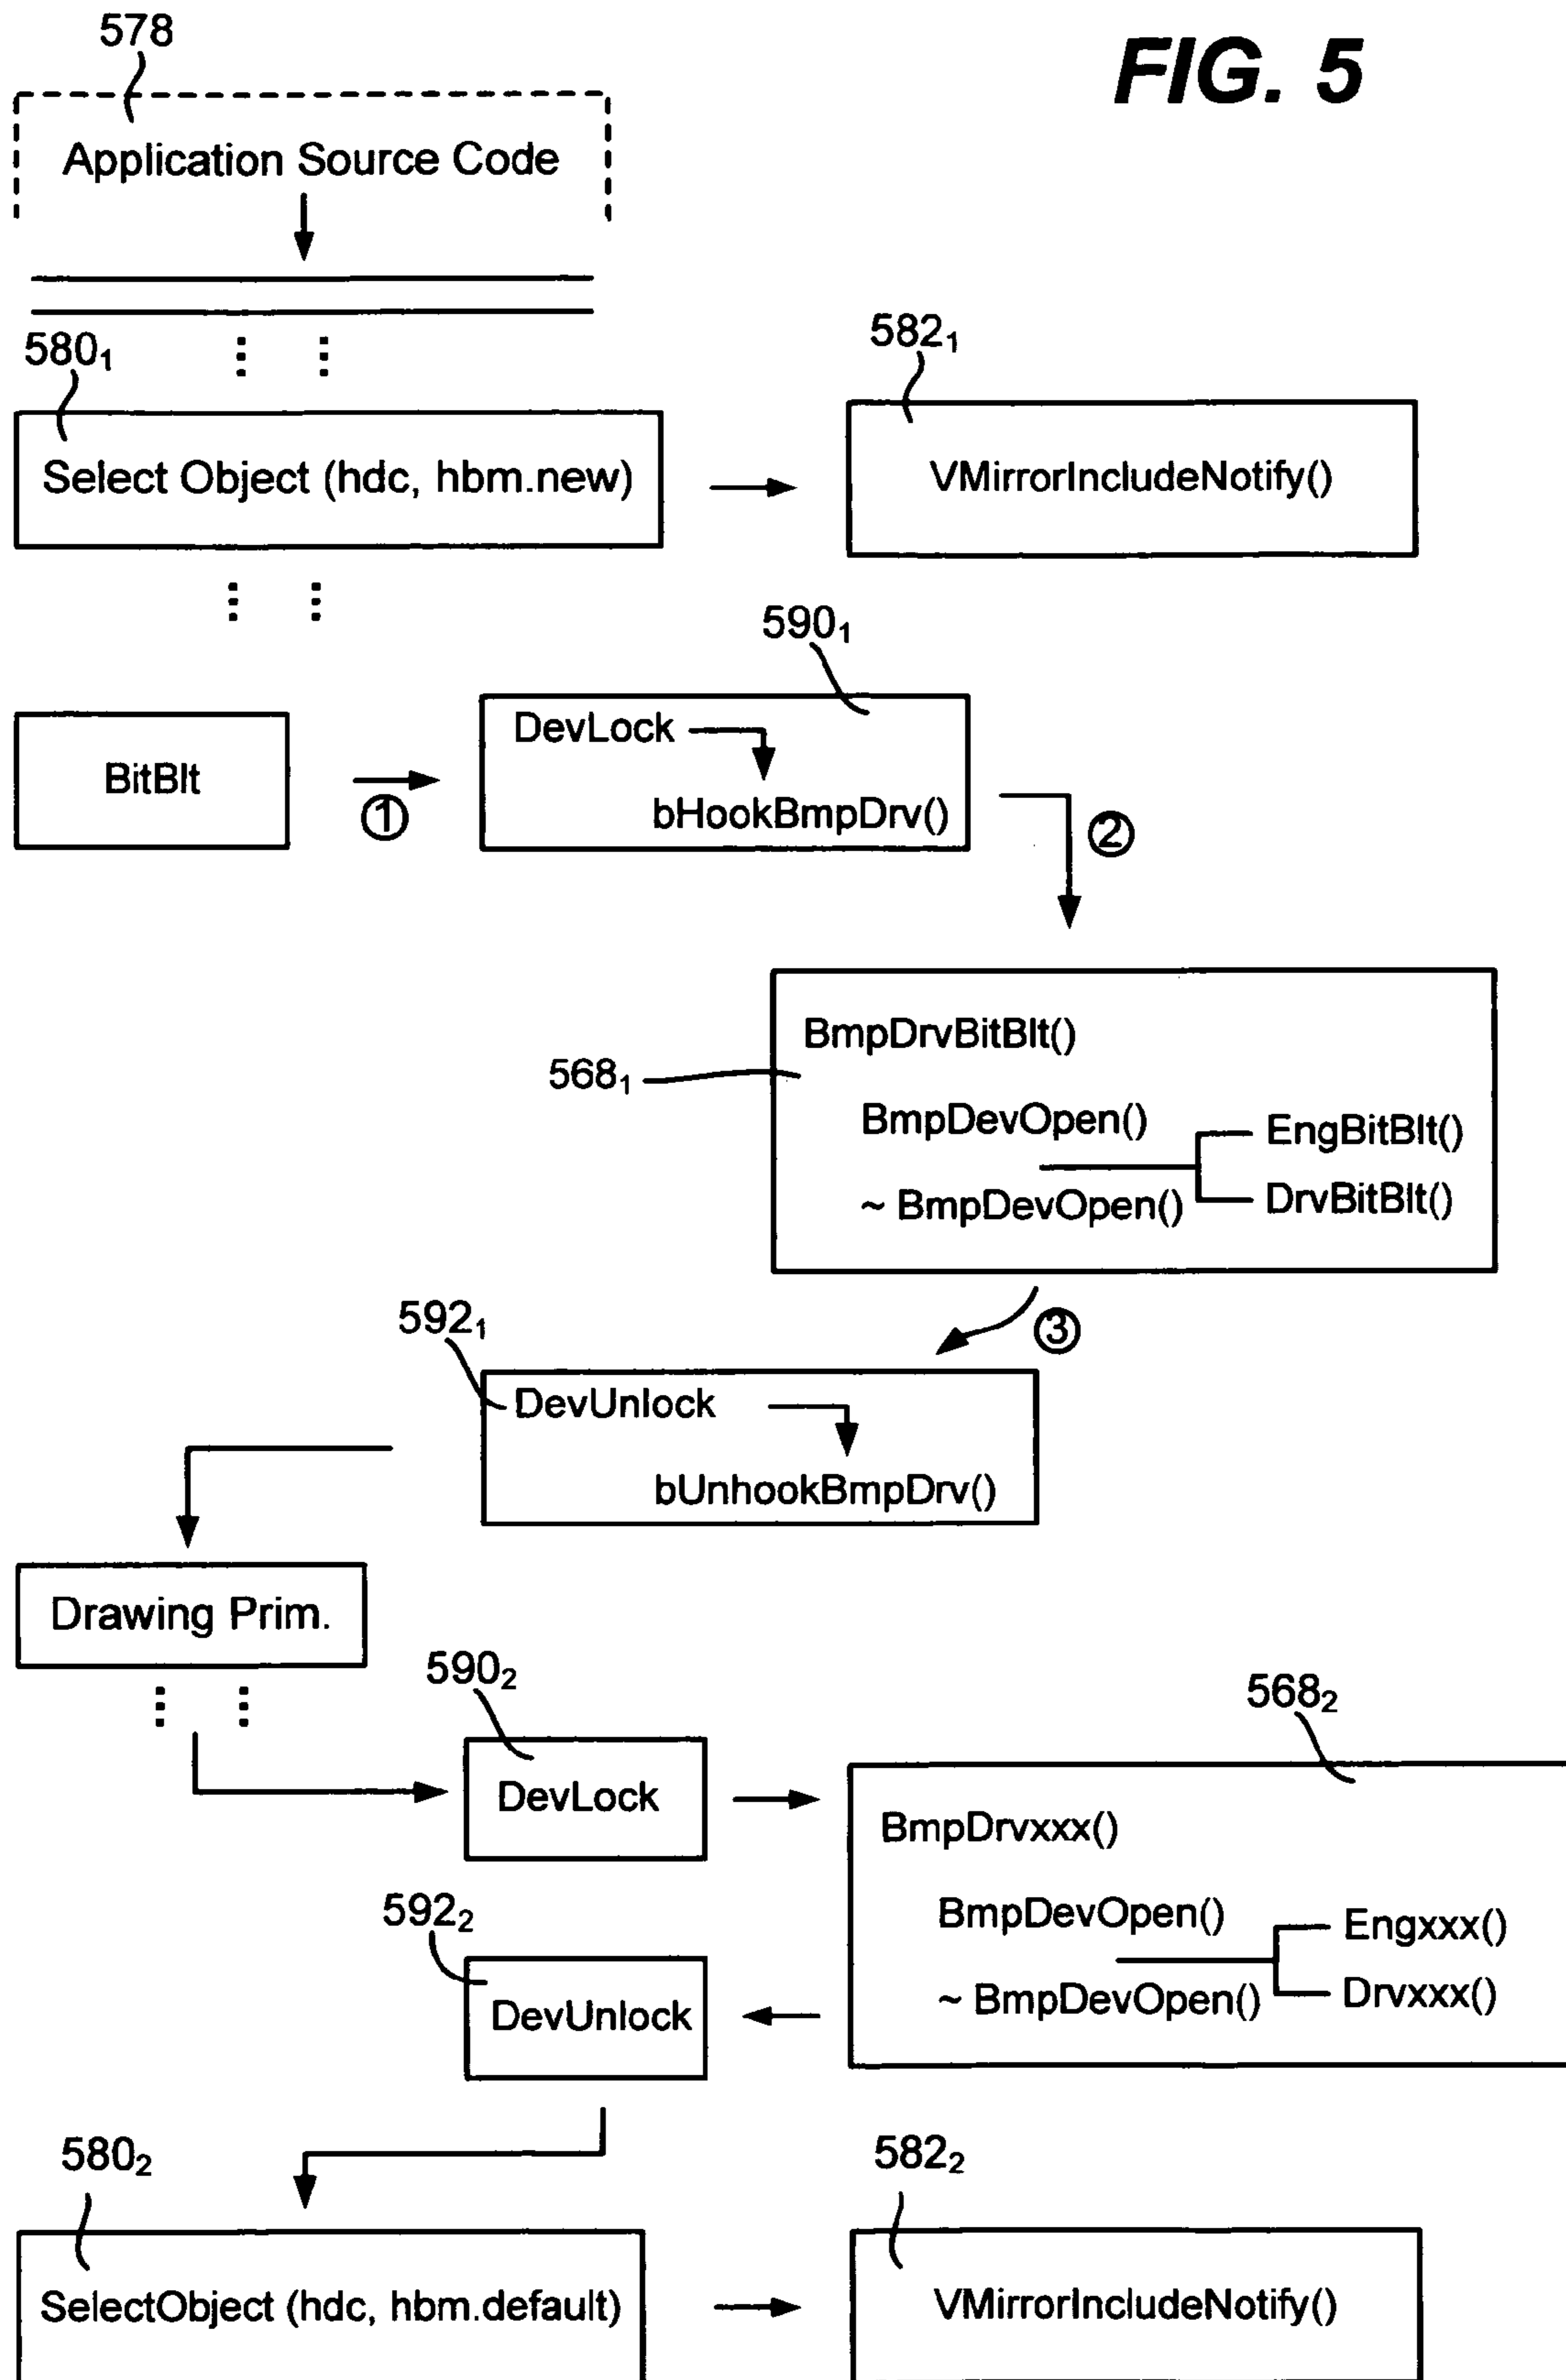 578
FIG. 5
Application Source Code
580₁
582₁
Select Object (hdc, hbm.new)
VMirrorIncludeNotify()
590₁
BitBlt
①
DevLock
bHookBmpDrv()
②
568₁
BmpDrvBitBlt()
BmpDevOpen()
EngBitBlt()
~ BmpDevOpen()
DrvBitBlt()
③
592₁
DevUnlock
bUnhookBmpDrv()
Drawing Prim.
590₂
568₂
DevLock
BmpDrvxxx()
BmpDevOpen()
Engxxx()
~ BmpDevOpen()
Drvxxx()
592₂
DevUnlock
580₂
582₂
SelectObject (hdc, hbm.default)
VMirrorIncludeNotify()